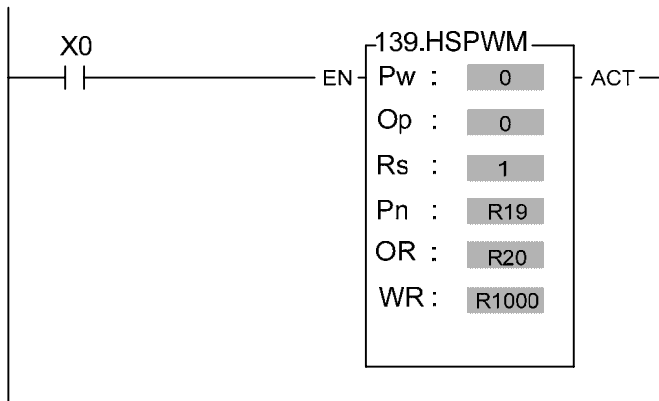 X0
139.HSPWM
EN
Pw : 0
ACT
Op : 0
Rs : 1
Pn : R19
OR : R20
WR : R1000